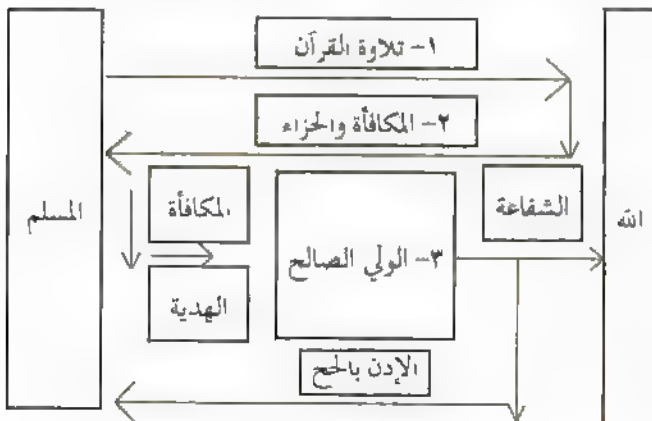 ١- تلاوة القرآن
٢- المكافأة والجزاء
المسلم
المكافأة
الشفاعة
الله
٣- الولي الصالح
الهدية
الإذن بالحج